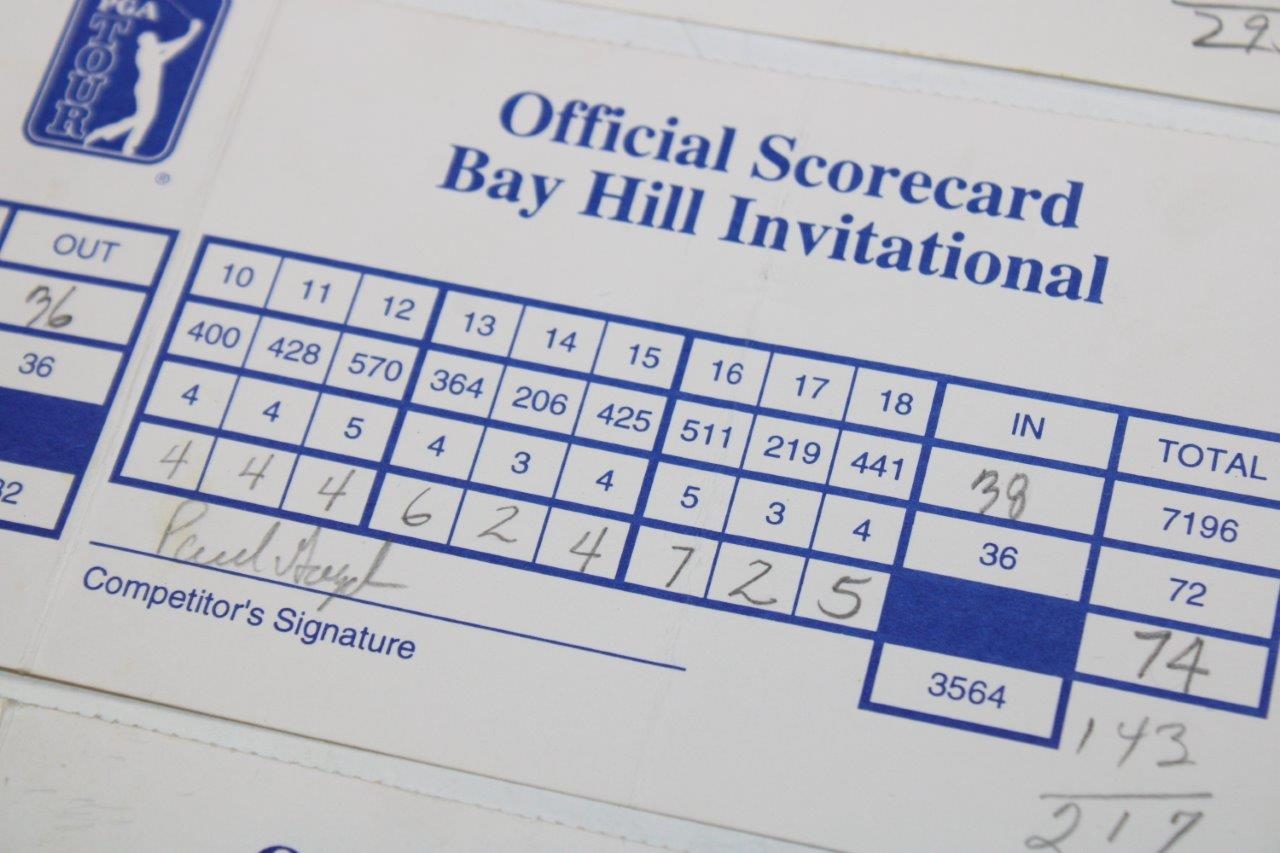 PGA
TOUR
®
Official Scorecard
Bay Hill Invitational
OUT
36
36
10 11 12 13 14 15 16 17 18 IN TOTAL
400 428 570 364 206 425 511 219 441 38 7196
4 4 5 4 3 4 5 3 4 36 72
4 4 4 6 2 4 7 2 5 74
3564
Competitor's Signature
143
217